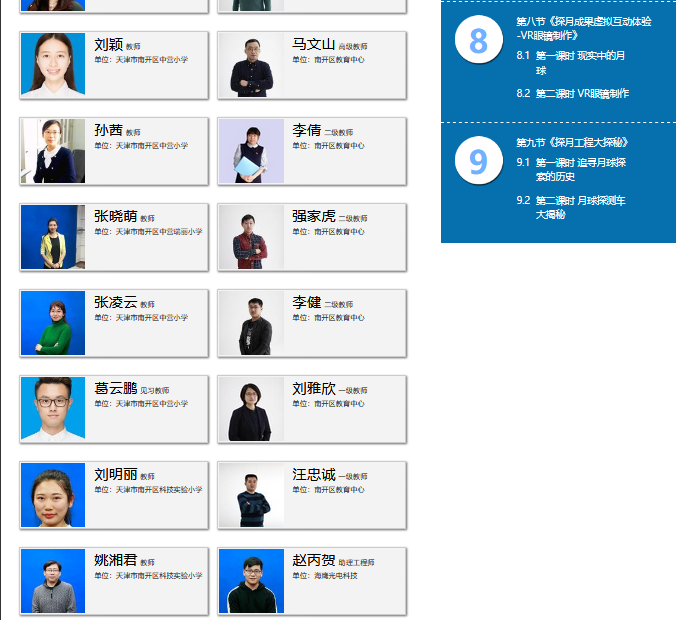 刘颖 教师
单位：天津市南开区中营小学
马文山 高级教师
单位：南开区教育中心
孙茜 教师
单位：天津市南开区中营小学
李倩 二级教师
单位：南开区教育中心
张晓萌 教师
单位：天津市南开区中营瑞丽小学
强家虎 二级教师
单位：南开区教育中心
张凌云 教师
单位：天津市南开区中营小学
李健 二级教师
单位：南开区教育中心
葛云鹏 见习教师
单位：天津市南开区中营小学
刘雅欣 一级教师
单位：南开区教育中心
刘明丽 教师
单位：天津市南开区科技实验小学
汪忠诚 一级教师
单位：南开区教育中心
姚湘君 教师
单位：天津市南开区科技实验小学
赵丙贺 助理工程师
单位：海鹰光电科技
8
第八节《探月成果虚拟互动体验
-VR眼镜制作》
8.1 第一课时 现实中的月
球
8.2 第二课时 VR眼镜制作
9
第九节《探月工程大探秘》
9.1 第一课时 追寻月球探
索的历史
9.2 第二课时 月球探测车
大揭秘